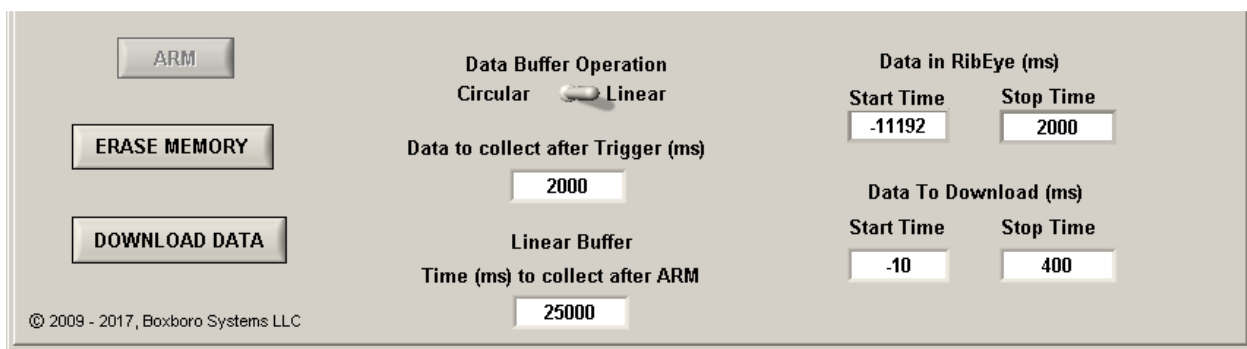 ARM
ERASE MEMORY
DOWNLOAD DATA
© 2009 - 2017, Boxboro Systems LLC
Data Buffer Operation
Circular Linear
Data to collect after Trigger (ms)
2000
Linear Buffer
Time (ms) to collect after ARM
25000
Data in RibEye (ms)
Start Time Stop Time
-11192 2000
Data To Download (ms)
Start Time Stop Time
-10 400